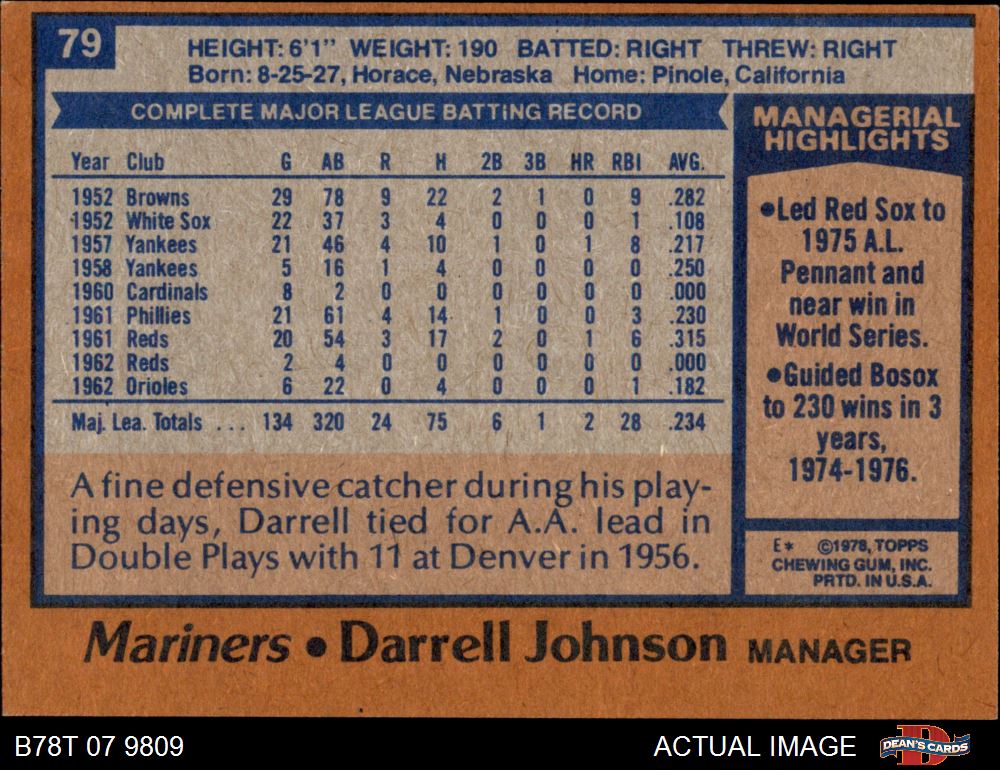 79
HEIGHT: 6'1" WEIGHT: 190 BATTED: RIGHT THREW: RIGHT
Born: 8-25-27, Horace, Nebraska Home: Pinole, California
COMPLETE MAJOR LEAGUE BATTING RECORD
Year Club G AB R H 2B 3B HR RBI AVG.
1952 Browns 29 78 9 22 2 1 0 9 .282
1952 White Sox 22 37 3 4 0 0 0 1 .108
1957 Yankees 21 46 4 10 1 0 1 8 .217
1958 Yankees 5 16 1 4 0 0 0 0 .250
1960 Cardinals 8 2 0 0 0 0 0 0 .000
1961 Phillies 21 61 4 14 1 0 0 3 .230
1961 Reds 20 54 3 17 2 0 1 6 .315
1962 Reds 2 4 0 0 0 0 0 0 .000
1962 Orioles 6 22 0 4 0 0 0 1 .182
Maj. Lea. Totals ... 134 320 24 75 6 1 2 28 .234
A fine defensive catcher during his play-
ing days, Darrell tied for A.A. lead in
Double Plays with 11 at Denver in 1956.
MANAGERIAL
HIGHLIGHTS
•Led Red Sox to
1975 A.L.
Pennant and
near win in
World Series.
•Guided Bosox
to 230 wins in 3
years,
1974-1976.
E* ©1978, TOPPS
CHEWING GUM, INC.
PRTD. IN U.S.A.
Mariners • Darrell Johnson MANAGER
B78T 07 9809
ACTUAL IMAGE
D
DEAN'S CARDS